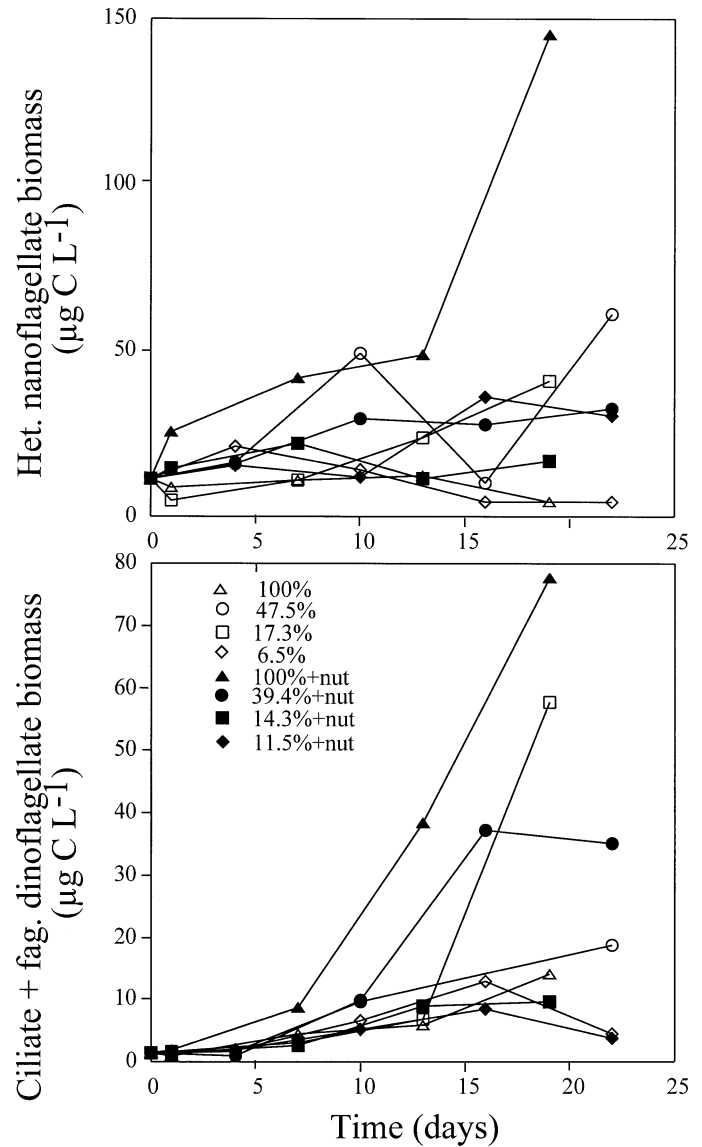 Het. nanoflagellate biomass
(µg C L-1)
150
100
50
0
0 5 10 15 20 25
Ciliate + fag. dinoflagellate biomass
(µg C L-1)
80
70
60
50
40
30
20
10
0
100%
47.5%
17.3%
6.5%
100%+nut
39.4%+nut
14.3%+nut
11.5%+nut
0 5 10 15 20 25
Time (days)